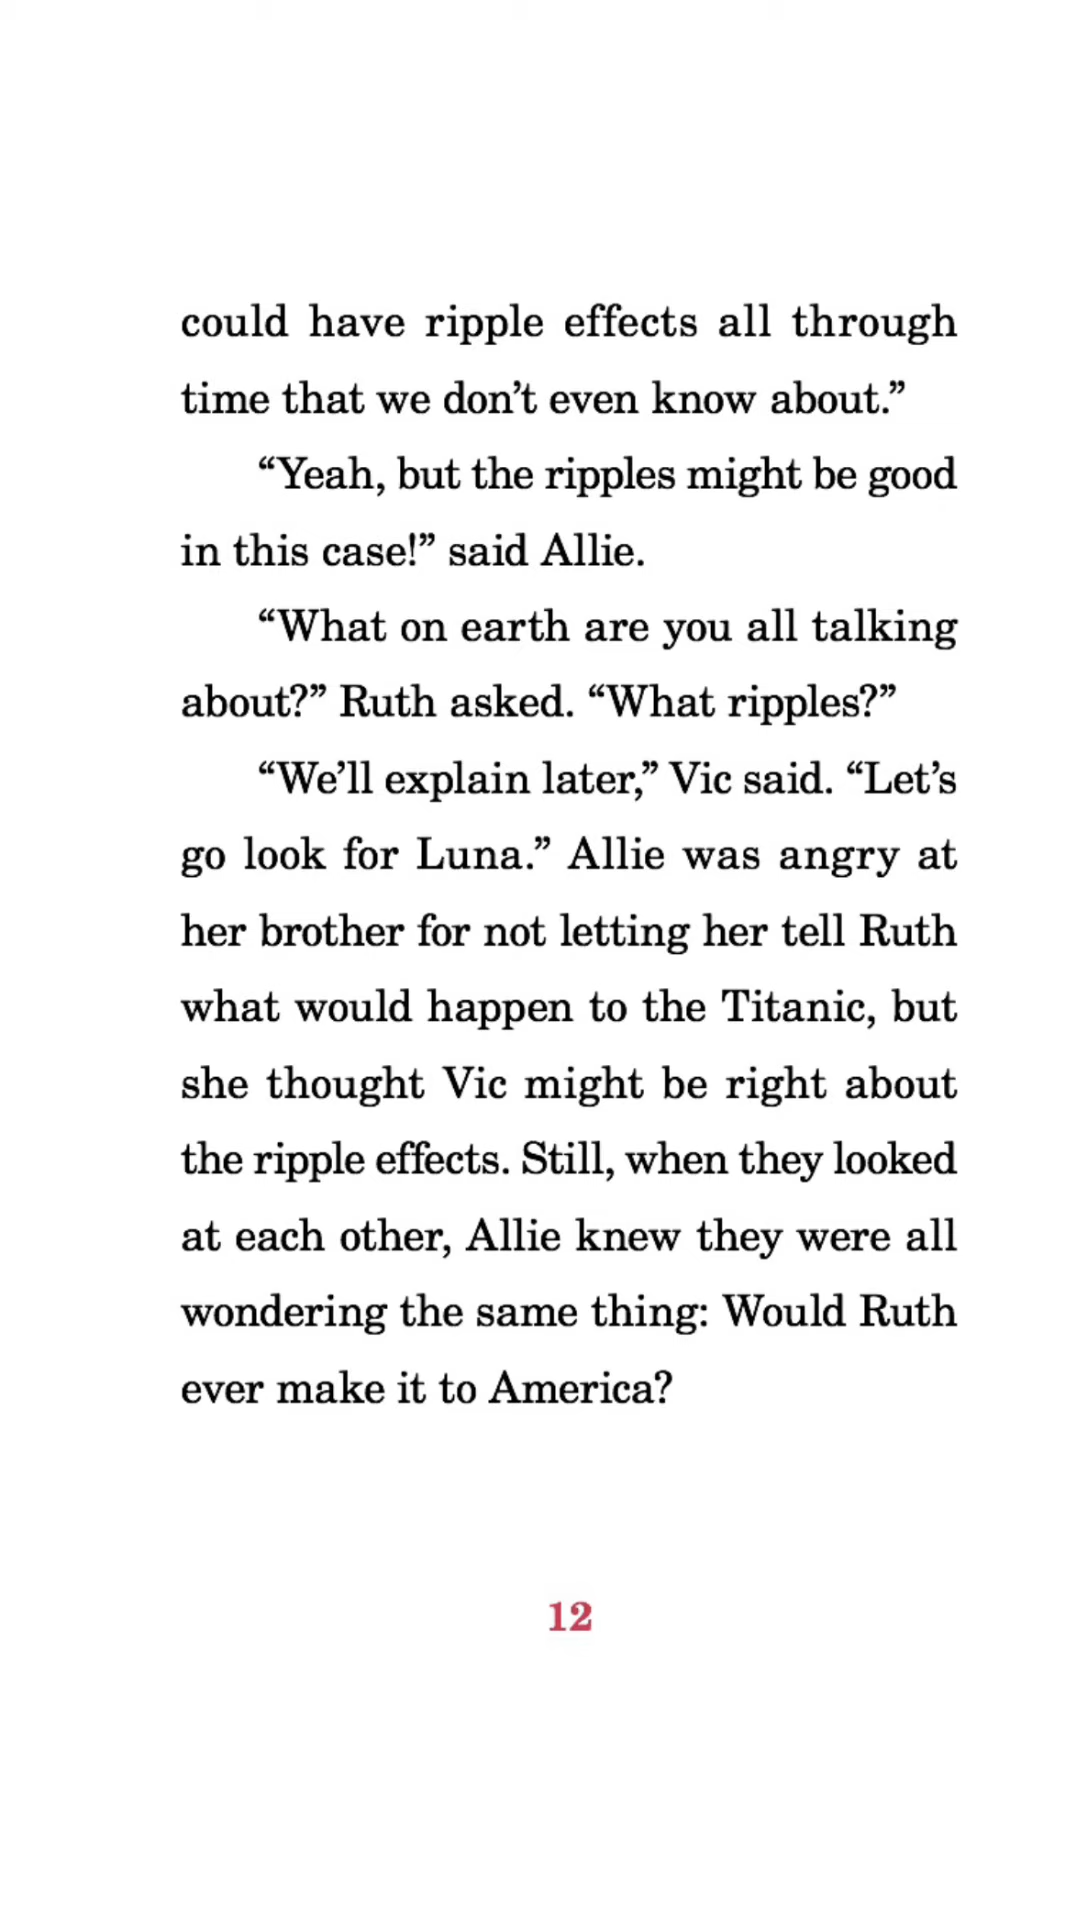 could have ripple effects all through
time that we don’t even know about.”
“Yeah, but the ripples might be good
in this case!” said Allie.
“What on earth are you all talking
about?” Ruth asked. “What ripples?”
“We’ll explain later,” Vic said. “Let’s
go look for Luna.” Allie was angry at
her brother for not letting her tell Ruth
what would happen to the Titanic, but
she thought Vic might be right about
the ripple effects. Still, when they looked
at each other, Allie knew they were all
wondering the same thing: Would Ruth
ever make it to America?
12